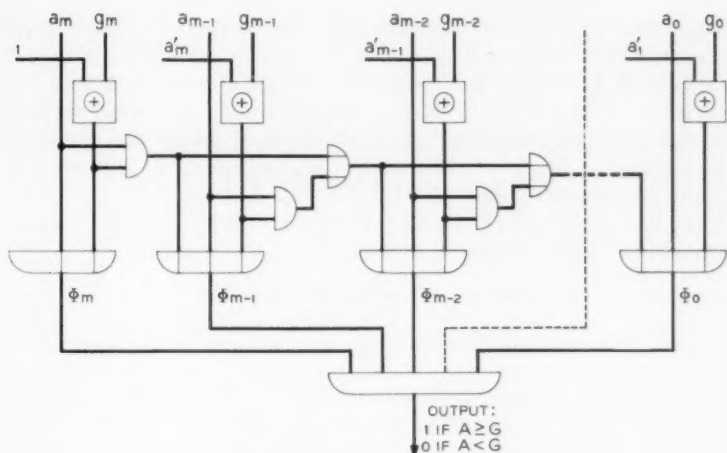 am gm am-1 gm-1 am-2 gm-2 a0 g0
1 a'm a'm-1 a'1
+ + + +
Φm Φm-1 Φm-2 Φ0
OUTPUT:
1 IF A ≥ G
0 IF A < G